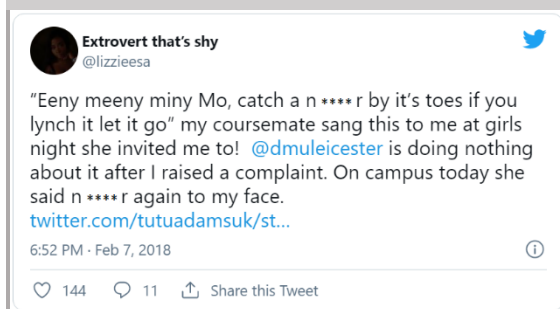 Extrovert that's shy
@lizzieesa
“Eeny meeny miny Mo, catch a n **** r by it's toes if you
lynch it let it go” my coursemate sang this to me at girls
night she invited me to! @dmuleicester is doing nothing
about it after I raised a complaint. On campus today she
said n **** r again to my face.
twitter.com/tutuadamsuk/st...
6:52 PM · Feb 7, 2018
144 11 Share this Tweet